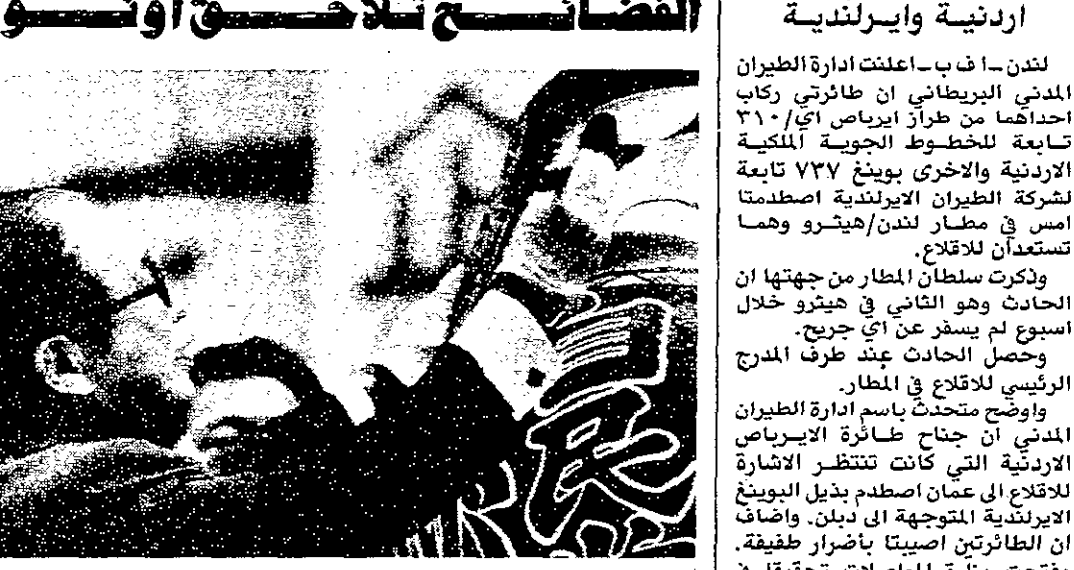 الفضائح تلاحق اونو
اردنية وايرلندية
لندن ـ ا ف ب ـ اعلنت ادارة الطيران
المدني البريطاني ان طائرتي ركاب
احداهما من طراز ايرباص اي/٣١٠
تابعة للخطوط الجوية الملكية
الاردنية والاخرى بوينغ ٧٣٧ تابعة
لشركة الطيران الايرلندية اصطدمتا
امس في مطار لندن/هيثرو وهما
تستعدان للاقلاع.
وذكرت سلطان المطار من جهتها ان
الحادث وهو الثاني في هيثرو خلال
اسبوع لم يسفر عن اي جريح.
وحصل الحادث عند طرف المدرج
الرئيسي للاقلاع في المطار.
واوضح متحدث باسم ادارة الطيران
المدني ان جناح طائرة الايرباص
الاردنية التي كانت تنتظر الاشارة
للاقلاع الى عمان اصطدم بذيل البوينغ
الايرلندية المتوجهة الى دبلن. واضاف
ان الطائرتين اصيبتا بأضرار طفيفة.